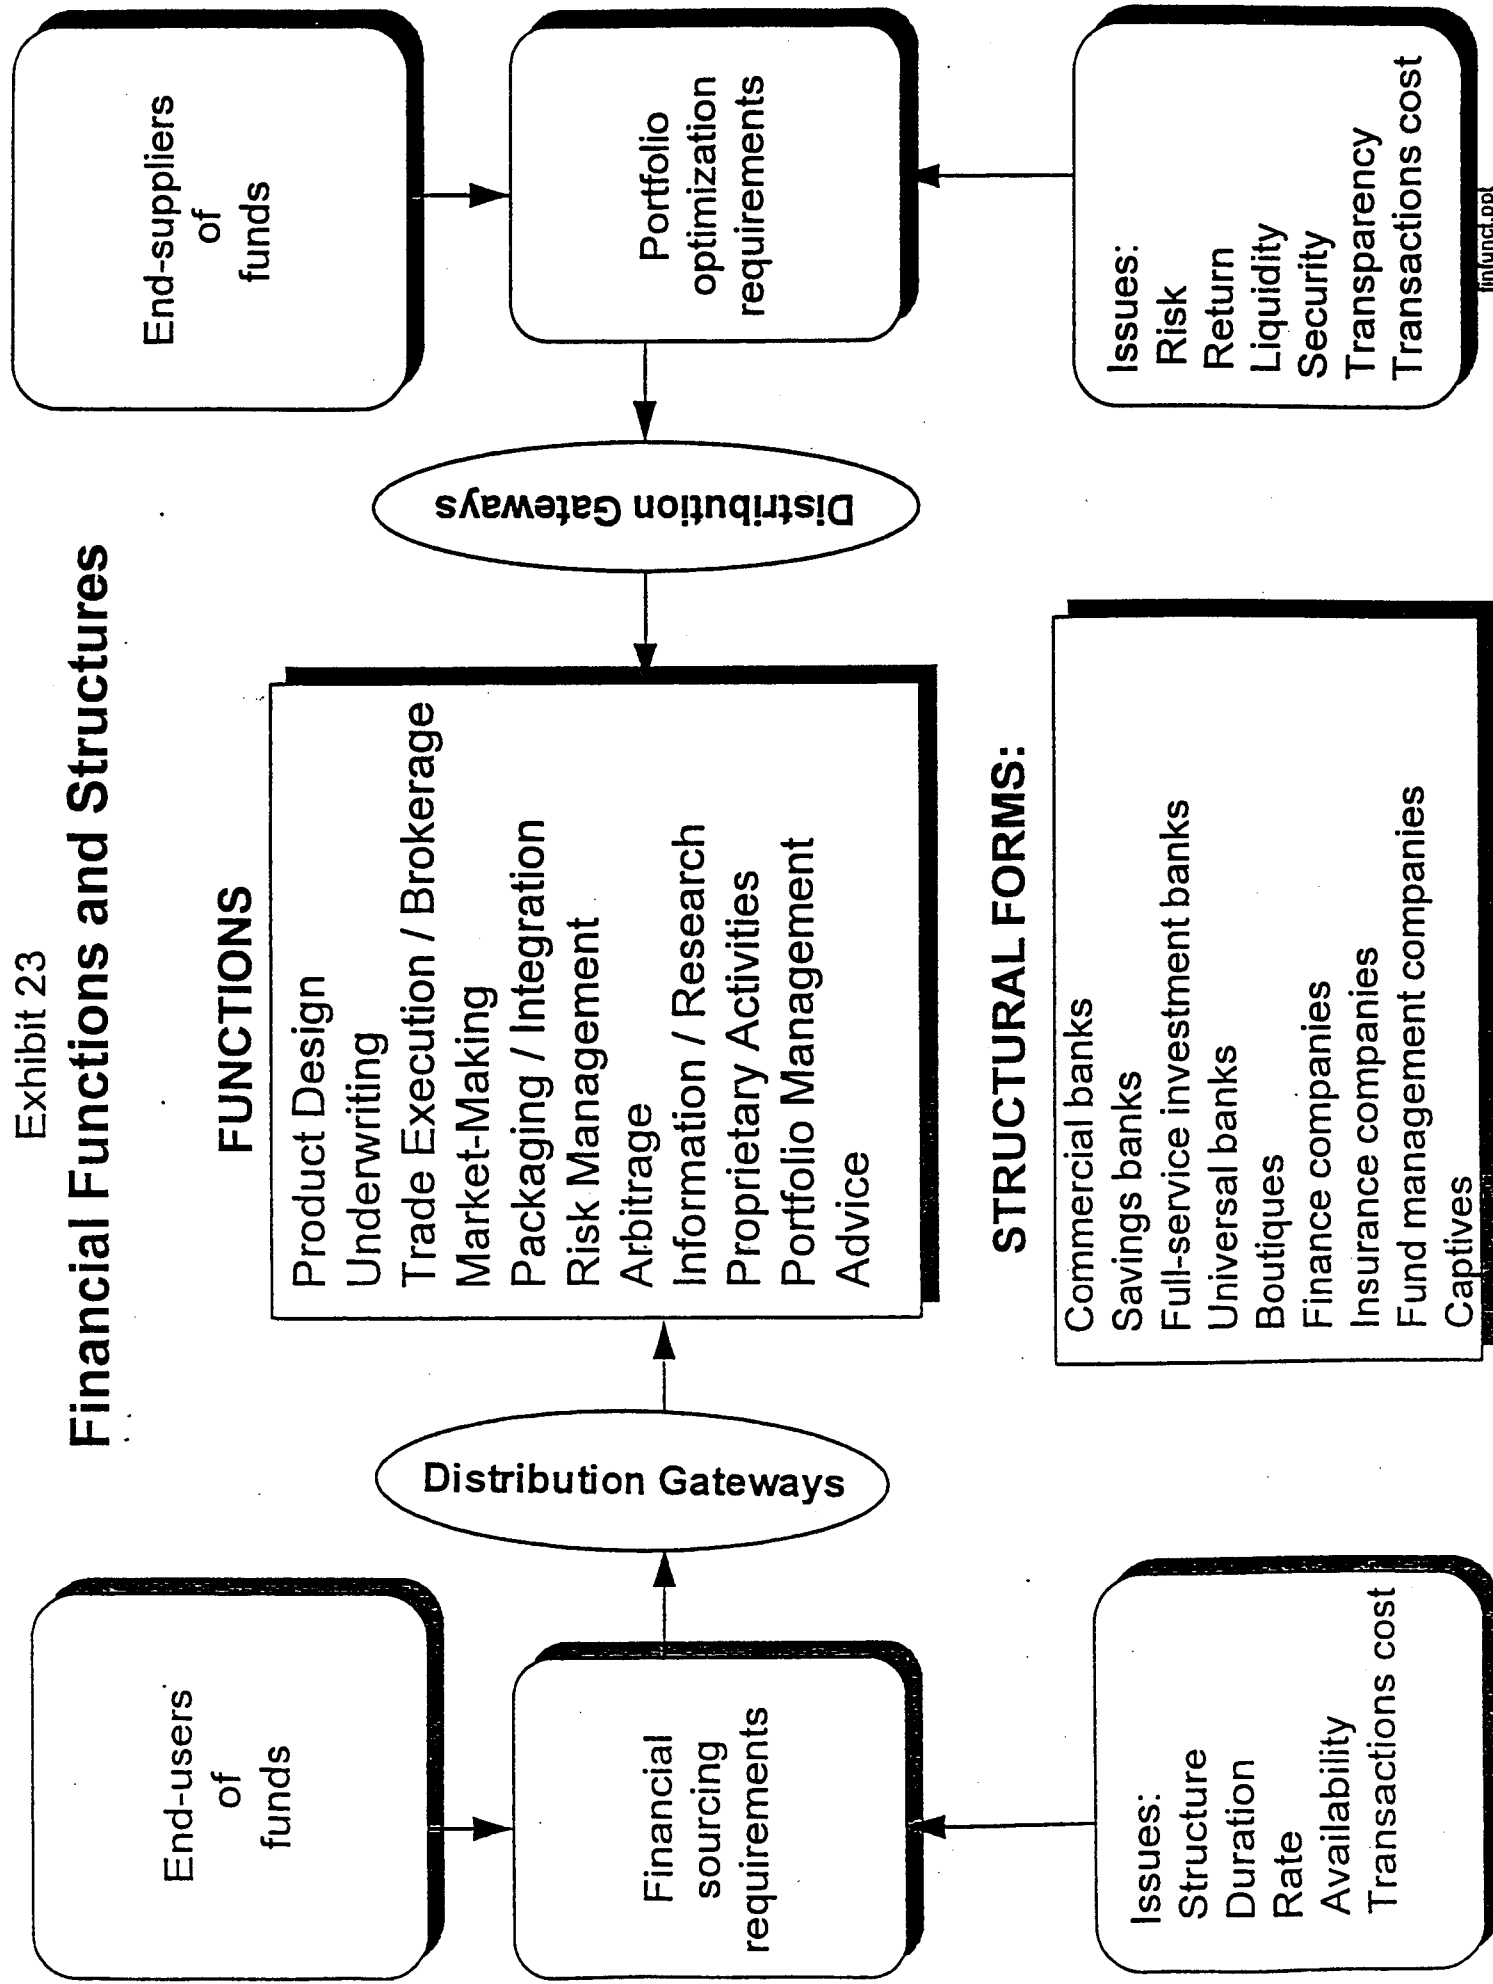 Exhibit 23
Financial Functions and Structures
End-users
of
funds
Financial
sourcing
requirements
Issues:
Structure
Duration
Rate
Availability
Transactions cost
Distribution Gateways
FUNCTIONS
Product Design
Underwriting
Trade Execution / Brokerage
Market-Making
Packaging / Integration
Risk Management
Arbitrage
Information / Research
Proprietary Activities
Portfolio Management
Advice
STRUCTURAL FORMS:
Commercial banks
Savings banks
Full-service investment banks
Universal banks
Boutiques
Finance companies
Insurance companies
Fund management companies
Captives
Distribution Gateways
End-suppliers
of
funds
Portfolio
optimization
requirements
Issues:
Risk
Return
Liquidity
Security
Transparency
Transactions cost
finfunct.ppt